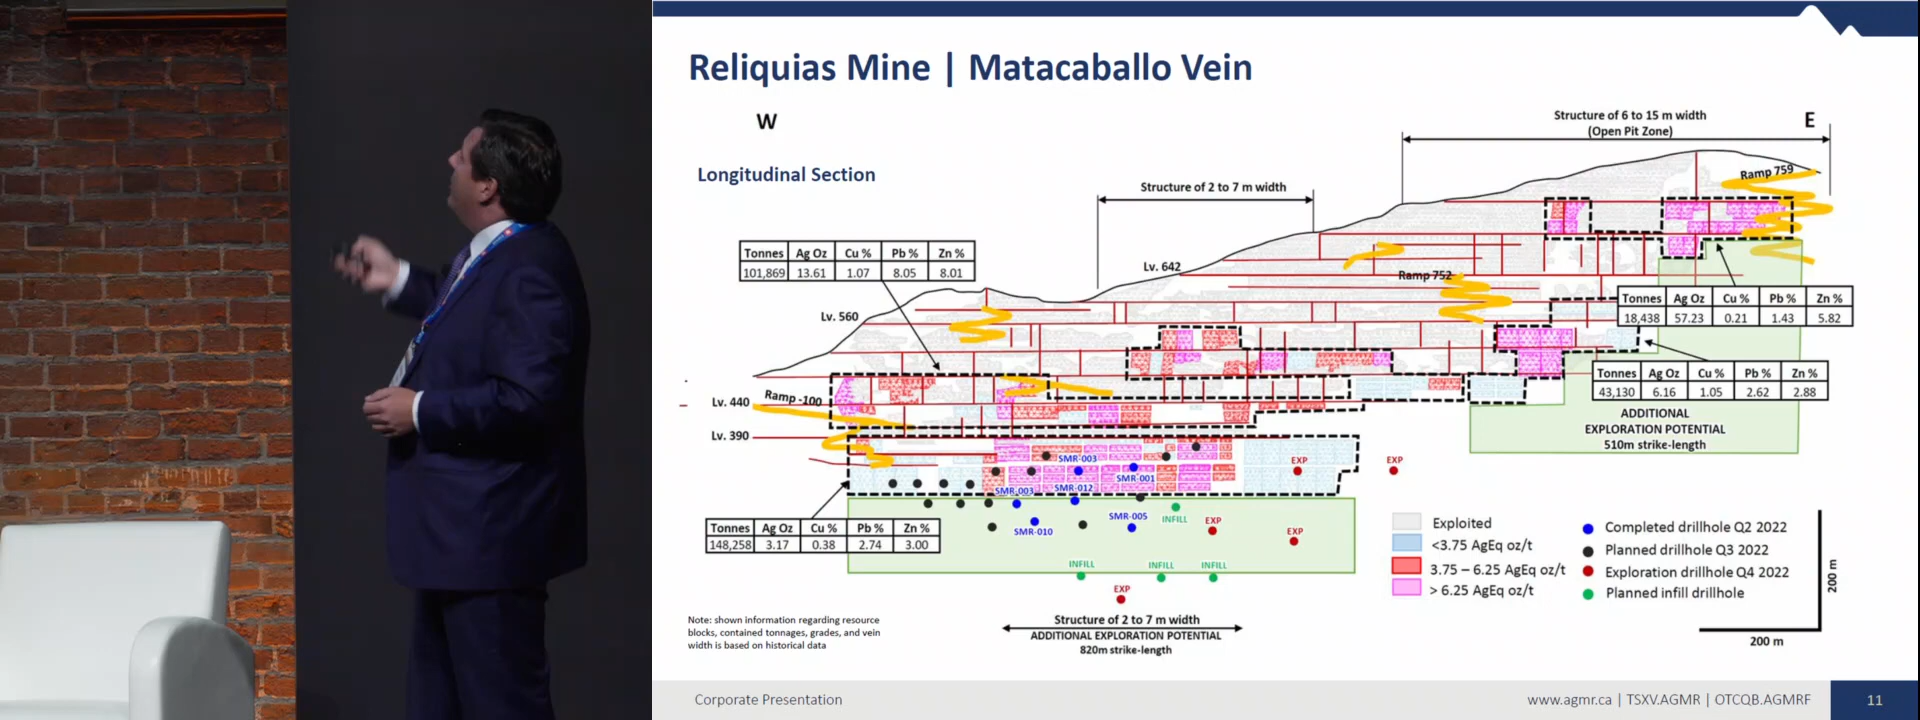 Reliquias Mine | Matacaballo Vein
W
E
Structure of 6 to 15 m width
(Open Pit Zone)
Longitudinal Section
Structure of 2 to 7 m width
Ramp 759
Tonnes Ag Oz Cu % Pb % Zn %
101,869 13.61 1.07 8.05 8.01
Lv. 642
Ramp 752
Lv. 560
Tonnes Ag Oz Cu % Pb % Zn %
18,438 57.23 0.21 1.43 5.82
Tonnes Ag Oz Cu % Pb % Zn %
43,130 6.16 1.05 2.62 2.88
Lv. 440
Ramp -100
Lv. 390
ADDITIONAL
EXPLORATION POTENTIAL
510m strike-length
SMR-003
EXP
EXP
SMR-001
SMR-003
SMR-012
SMR-010
SMR-005
INFILL
EXP
EXP
Tonnes Ag Oz Cu % Pb % Zn %
148,258 3.17 0.38 2.74 3.00
INFILL
INFILL
INFILL
EXP
Exploited
<3.75 AgEq oz/t
3.75 – 6.25 AgEq oz/t
> 6.25 AgEq oz/t
Completed drillhole Q2 2022
Planned drillhole Q3 2022
Exploration drillhole Q4 2022
Planned infill drillhole
200 m
200 m
Note: shown information regarding resource
blocks, contained tonnages, grades, and vein
width is based on historical data
Structure of 2 to 7 m width
ADDITIONAL EXPLORATION POTENTIAL
820m strike-length
Corporate Presentation
www.agmr.ca | TSXV.AGMR | OTCQB.AGMRF
11